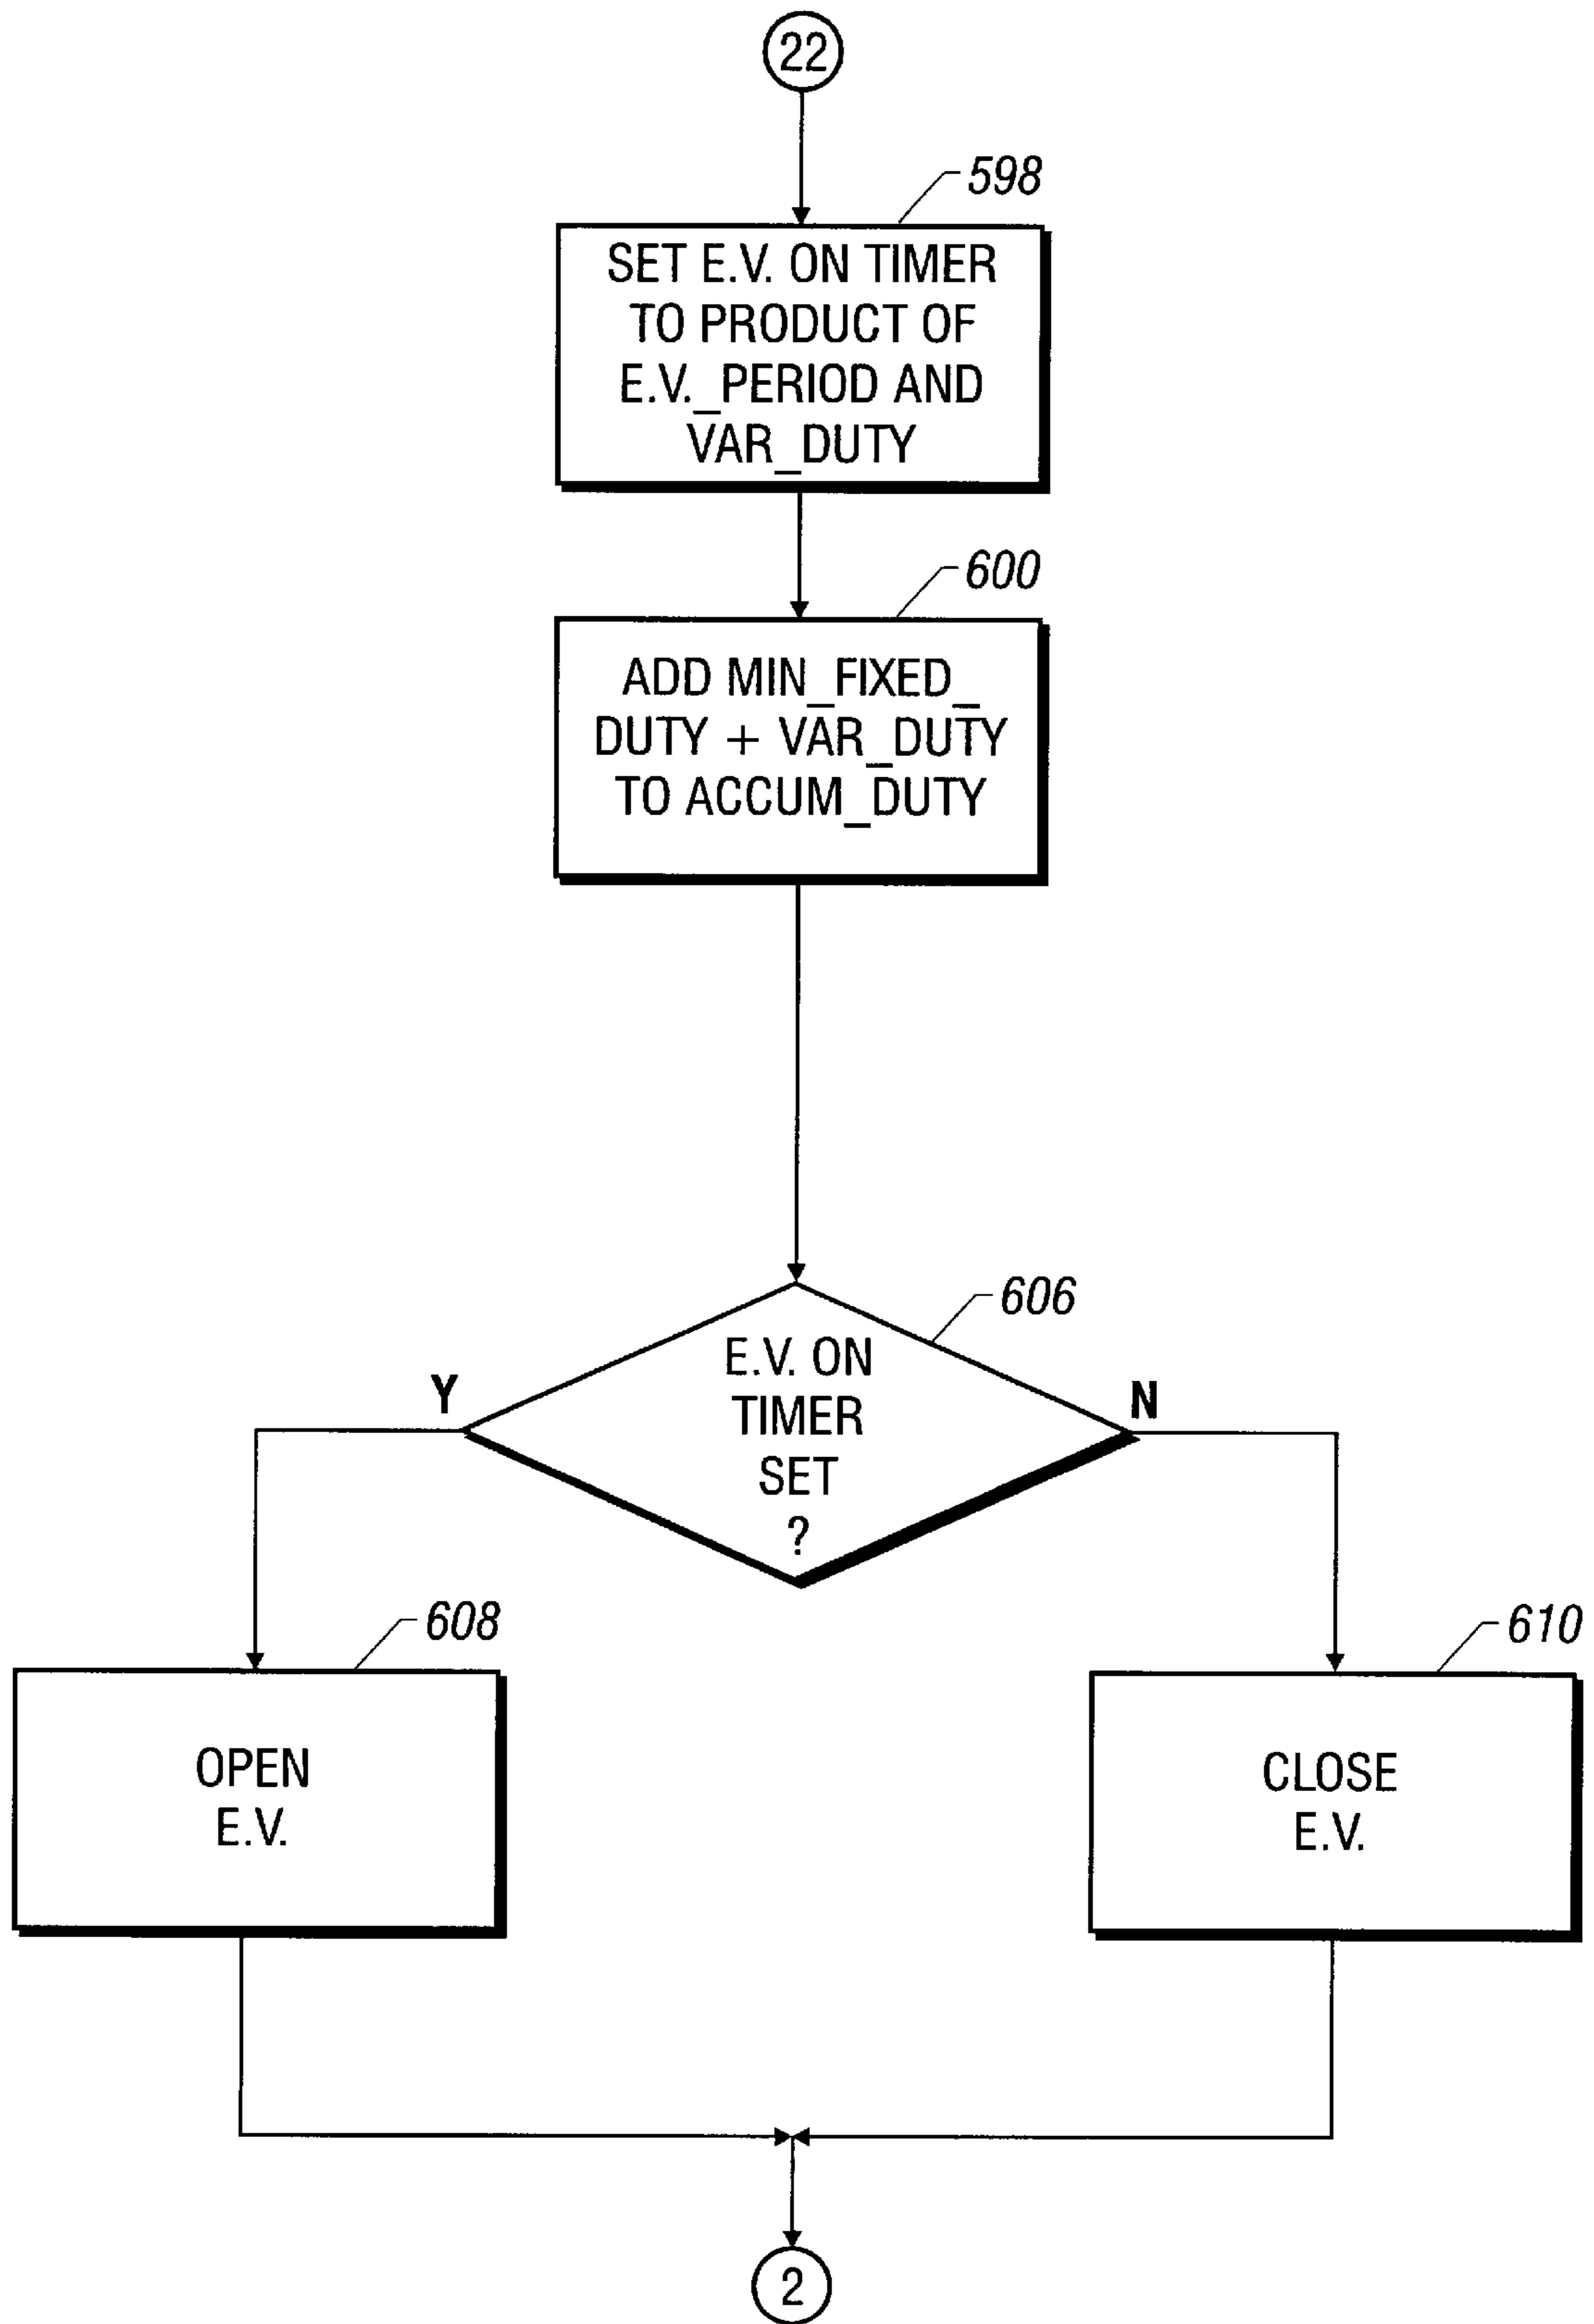 22
598
SET E.V. ON TIMER
TO PRODUCT OF
E.V._PERIOD AND
VAR_DUTY
600
ADD MIN_FIXED_
DUTY + VAR_DUTY
TO ACCUM_DUTY
606
E.V. ON
TIMER
SET
?
Y
N
608
OPEN
E.V.
610
CLOSE
E.V.
2